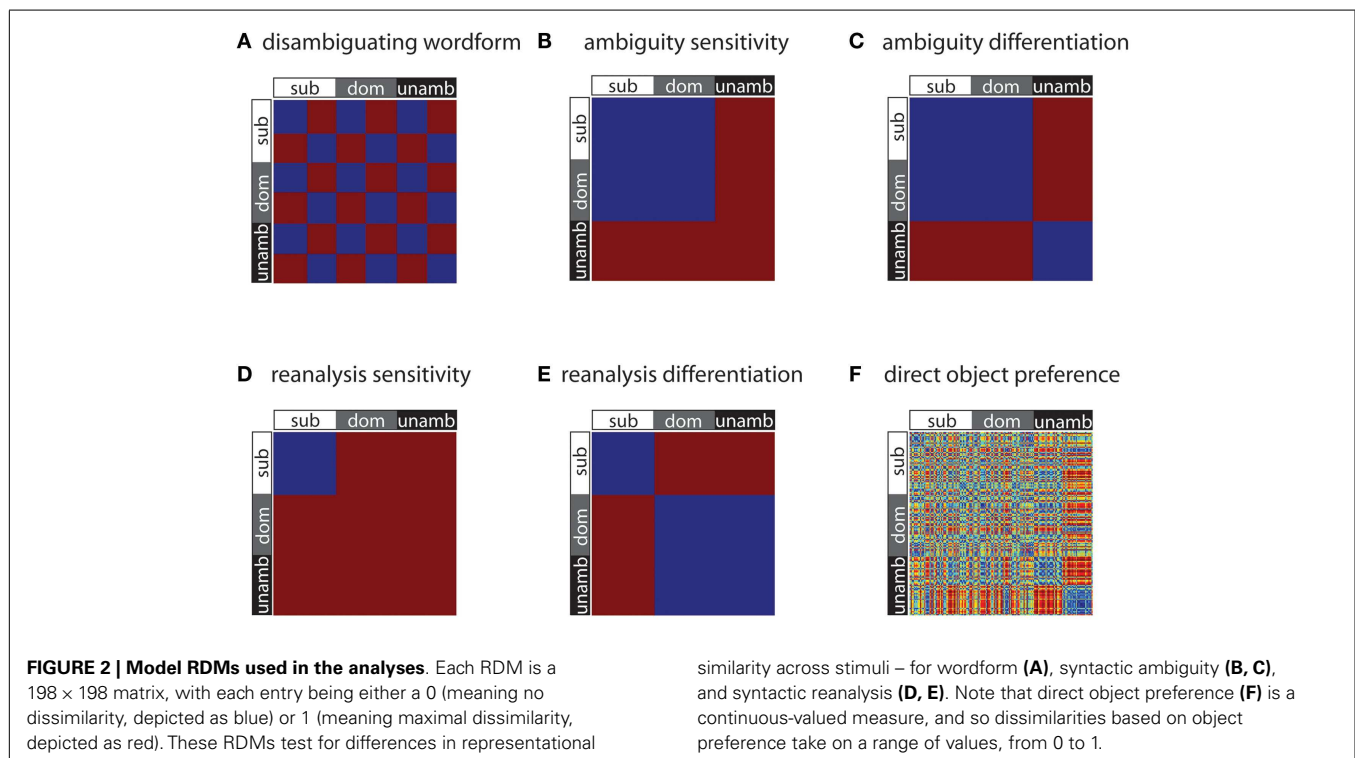 A disambiguating wordform
sub dom unamb
sub
dom
unamb
B ambiguity sensitivity
sub dom unamb
sub
dom
unamb
C ambiguity differentiation
sub dom unamb
sub
dom
unamb
D reanalysis sensitivity
sub dom unamb
sub
dom
unamb
E reanalysis differentiation
sub dom unamb
sub
dom
unamb
F direct object preference
sub dom unamb
sub
dom
unamb
FIGURE 2 | Model RDMs used in the analyses. Each RDM is a
198 × 198 matrix, with each entry being either a 0 (meaning no
dissimilarity, depicted as blue) or 1 (meaning maximal dissimilarity,
depicted as red). These RDMs test for differences in representational
similarity across stimuli – for wordform (A), syntactic ambiguity (B, C),
and syntactic reanalysis (D, E). Note that direct object preference (F) is a
continuous-valued measure, and so dissimilarities based on object
preference take on a range of values, from 0 to 1.